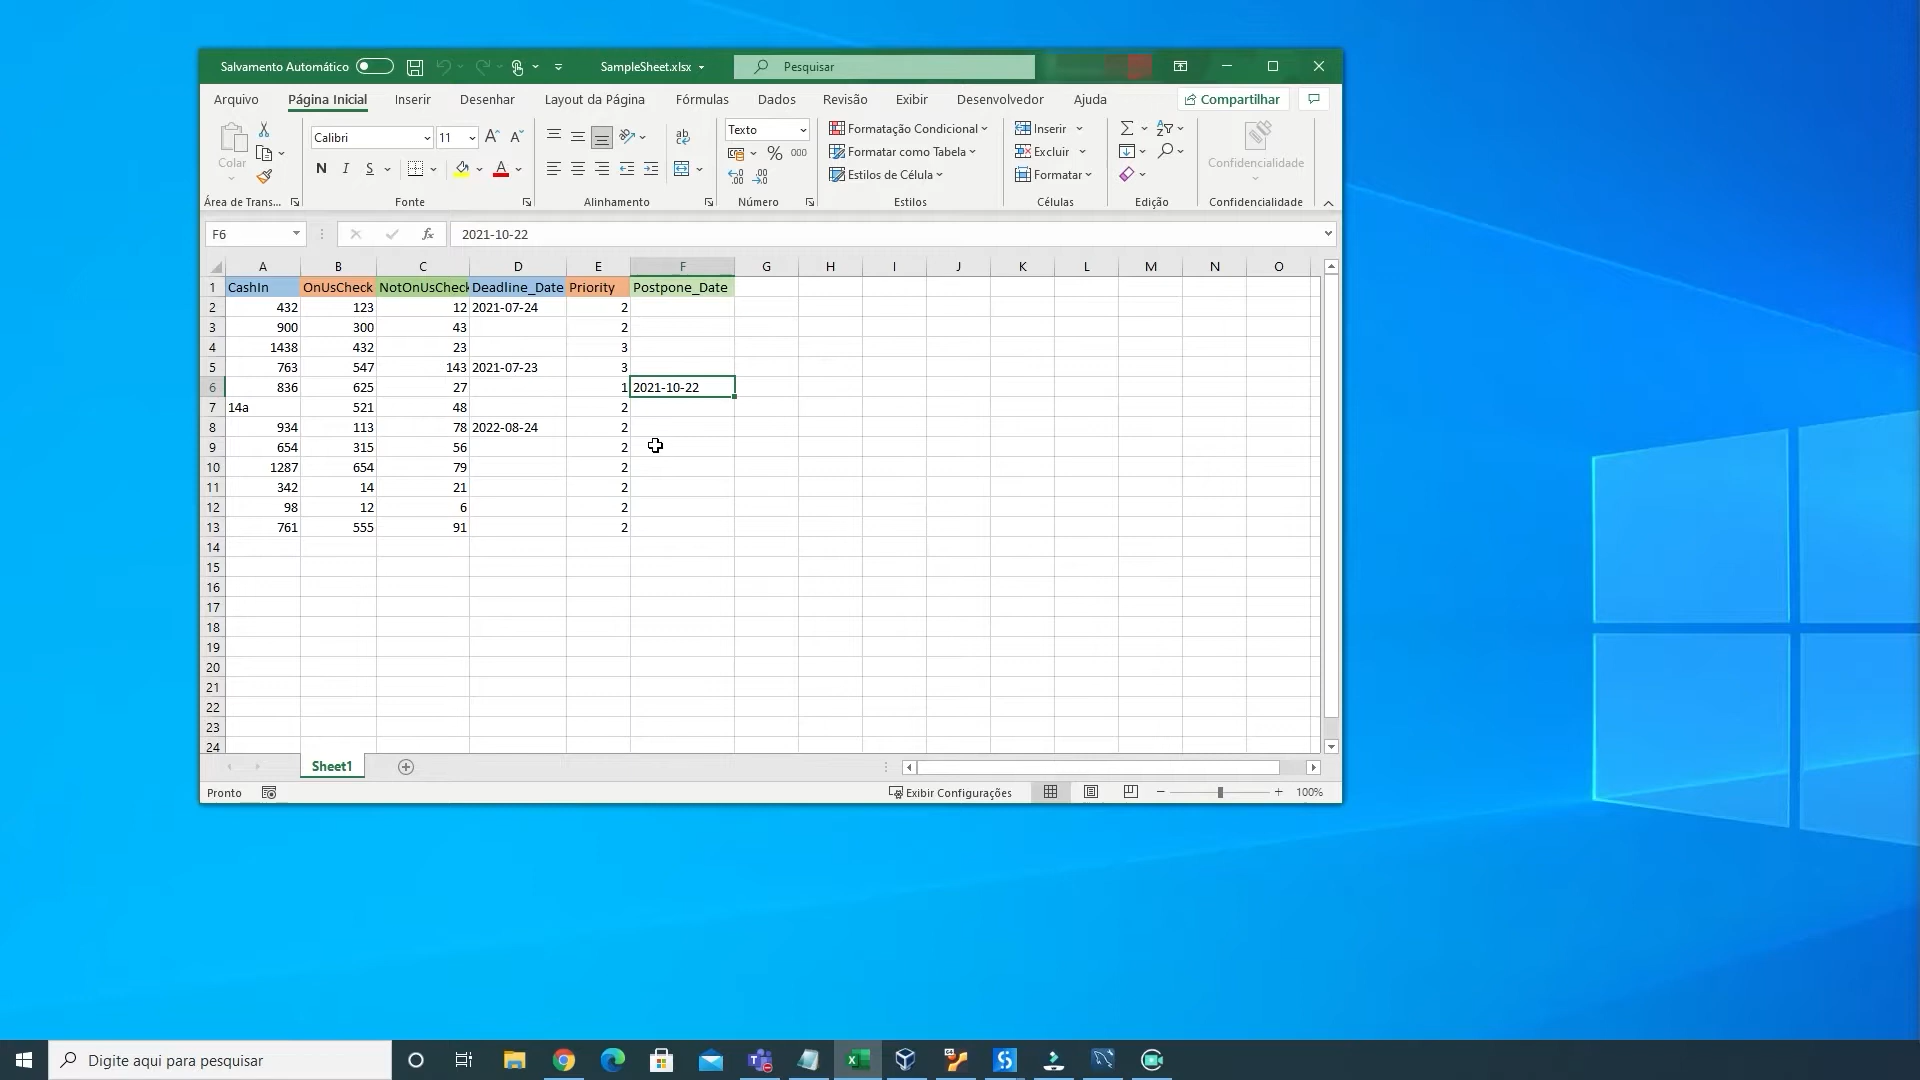 Salvamento Automático SampleSheet.xlsx Pesquisar
Arquivo Página Inicial Inserir Desenhar Layout da Página Fórmulas Dados Revisão Exibir Desenvolvedor Ajuda Compartilhar
Colar Calibri 11 A^ A˅ ab Texto Formatação Condicional Inserir Confidencialidade
% 000 Formatar como Tabela Excluir
N I S A Estilos de Célula Formatar
Área de Trans... Fonte Alinhamento Número Estilos Células Edição Confidencialidade
F6 fx 2021-10-22
A B C D E F G H I J K L M N O
1 CashIn OnUsCheck NotOnUsCheck Deadline_Date Priority Postpone_Date
2 432 123 12 2021-07-24 2
3 900 300 43 2
4 1438 432 23 3
5 763 547 143 2021-07-23 3
6 836 625 27 1 2021-10-22
7 14a 521 48 2
8 934 113 78 2022-08-24 2
9 654 315 56 2
10 1287 654 79 2
11 342 14 21 2
12 98 12 6 2
13 761 555 91 2
14
15
16
17
18
19
20
21
22
23
24
Sheet1
Pronto Exibir Configurações 100%
Digite aqui para pesquisar